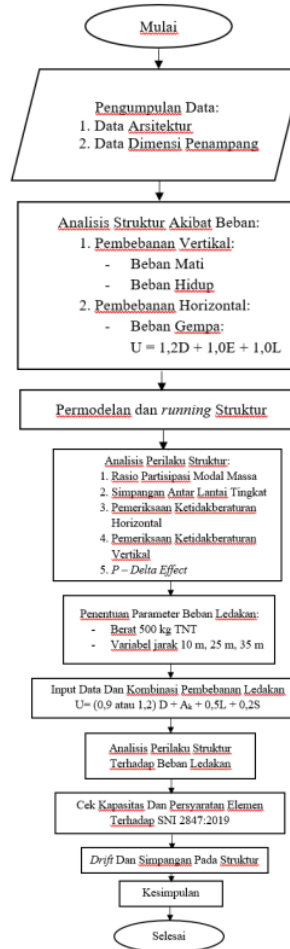 Mulai
Pengumpulan Data:
1. Data Arsitektur
2. Data Dimensi Penampang
Analisis Struktur Akibat Beban:
1. Pembebanan Vertikal:
- Beban Mati
- Beban Hidup
2. Pembebanan Horizontal:
- Beban Gempa:
U = 1,2D + 1,0E + 1,0L
Permodelan dan running Struktur
Analisis Perilaku Struktur:
1. Rasio Partisipasi Modal Massa
2. Simpangan Antar Lantai Tingkat
3. Pemeriksaan Ketidakberaturan
Horizontal
4. Pemeriksaan Ketidakberaturan
Vertikal
5. P – Delta Effect
Penentuan Parameter Beban Ledakan:
- Berat 500 kg TNT
- Variabel jarak 10 m, 25 m, 35 m
Input Data Dan Kombinasi Pembebanan Ledakan
U= (0,9 atau 1,2) D + Ak + 0,5L + 0,2S
Analisis Perilaku Struktur
Terhadap Beban Ledakan
Cek Kapasitas Dan Persyaratan Elemen
Terhadap SNI 2847:2019
Drift Dan Simpangan Pada Struktur
Kesimpulan
Selesai